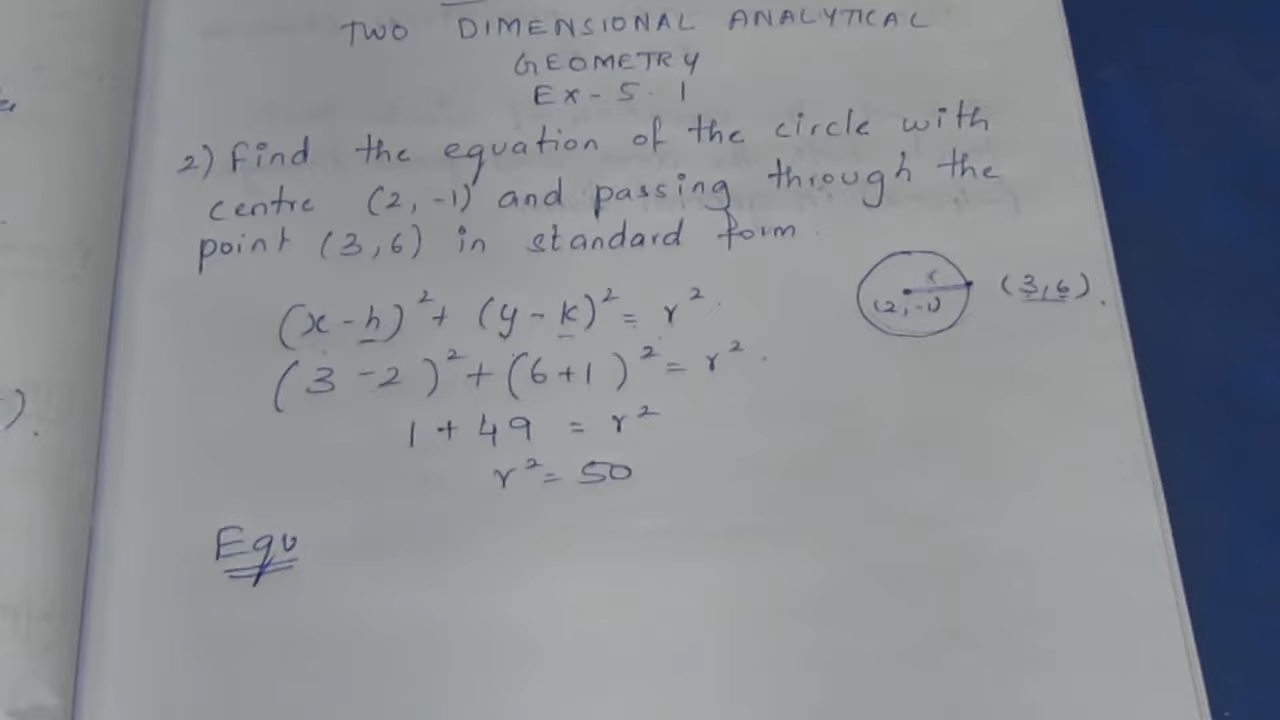 TWO DIMENSIONAL ANALYTICAL
GEOMETRY
EX-5.1
2) Find the equation of the circle with
centre (2,-1) and passing through the
point (3,6) in standard form.
(x-h)²+ (y-k)²= r².
(3-2)²+(6+1)²=r².
1+49 = r²
r²=50
r
(2,-1)
(3,6).
Equ
).